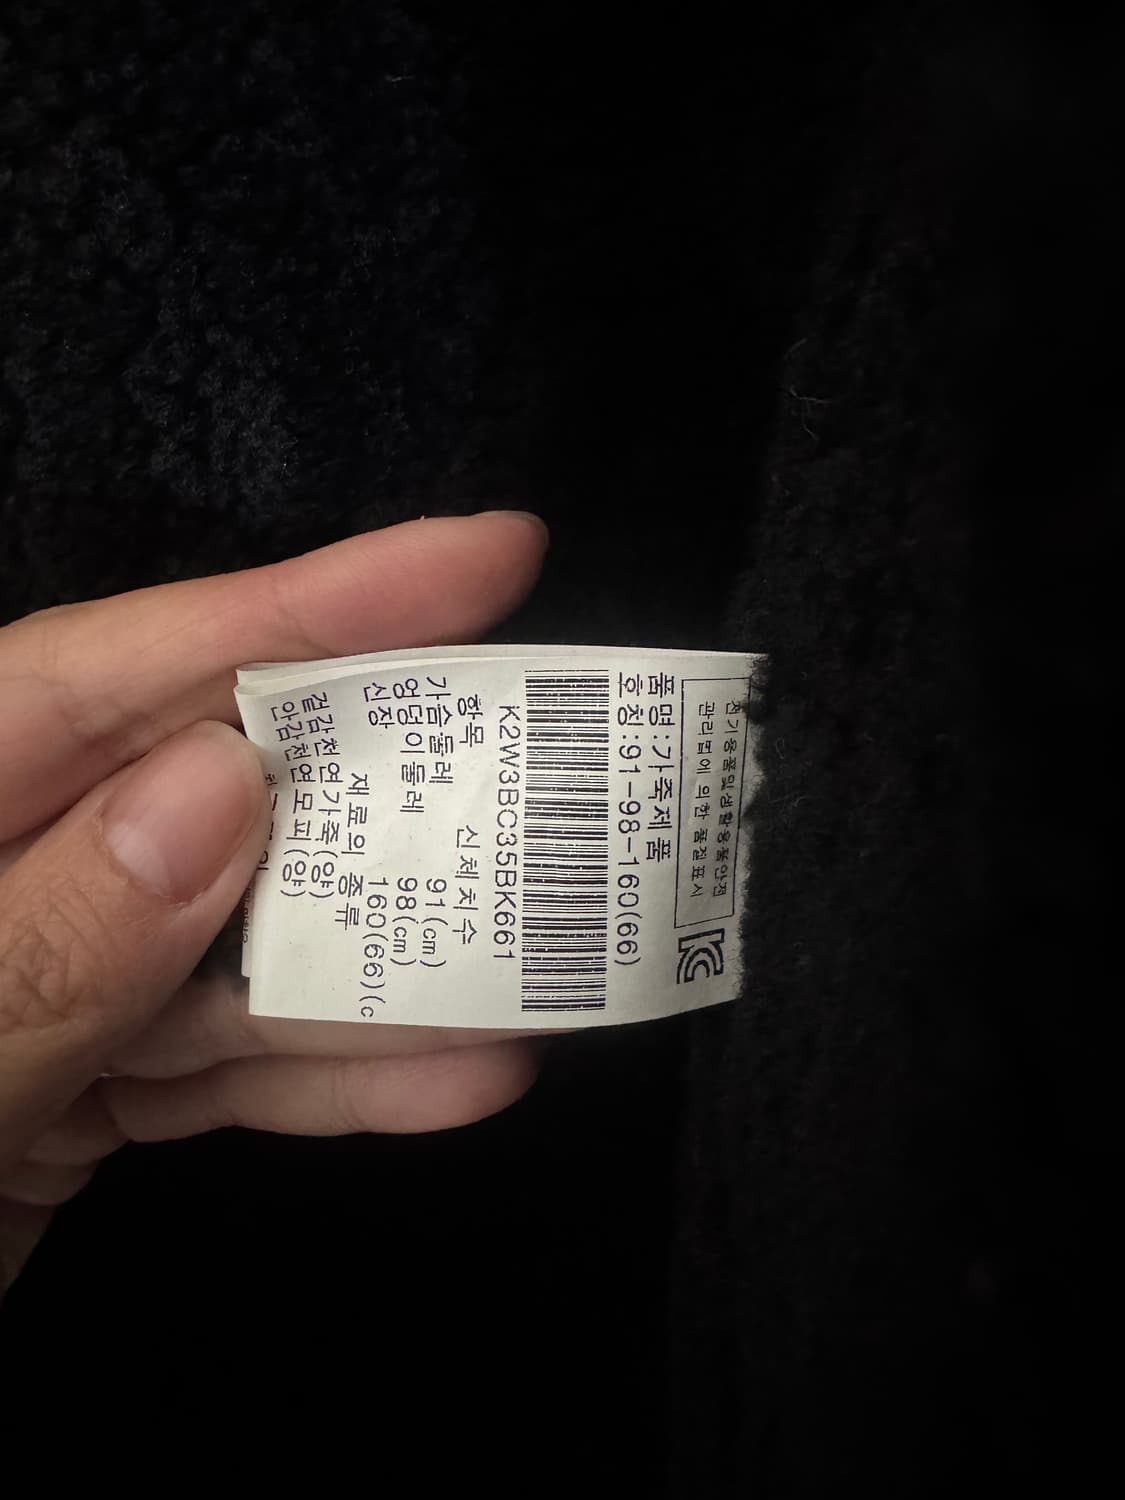 전기용품및생활용품안전
관리법에 의한 품질표시
품명:가죽제품
호칭:91-98-160(66)
K2W3BC35BK661
항목 신체치수
가슴둘레 91(cm)
엉덩이둘레 98(cm)
신장 160(66)(c
재료의 종류
겉감천연가죽(양)
안감천연모피(양)